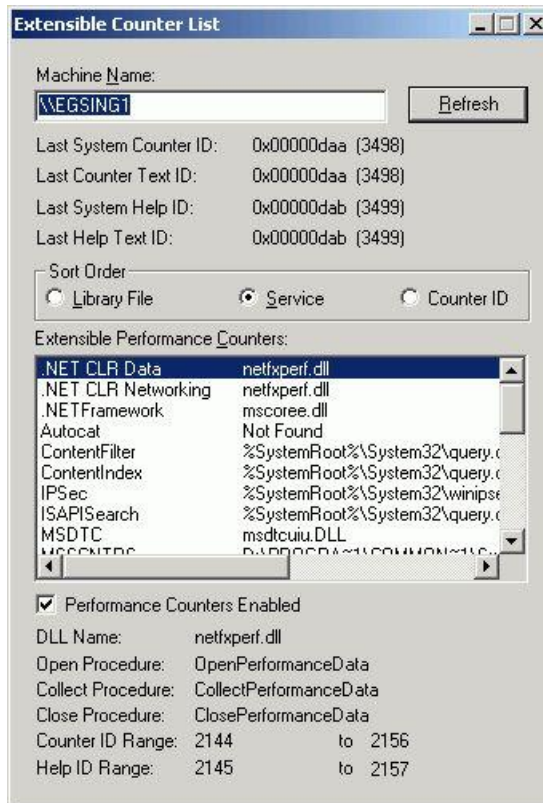 Extensible Counter List
Machine Name:
\\EGSING1
Refresh
Last System Counter ID: 0x00000daa (3498)
Last Counter Text ID: 0x00000daa (3498)
Last System Help ID: 0x00000dab (3499)
Last Help Text ID: 0x00000dab (3499)
Sort Order
Library File Service Counter ID
Extensible Performance Counters:
.NET CLR Data netfxperf.dll
.NET CLR Networking netfxperf.dll
.NETFramework mscoree.dll
Autocat Not Found
ContentFilter %SystemRoot%\System32\query.
ContentIndex %SystemRoot%\System32\query.
IPSec %SystemRoot%\System32\winipse
ISAPISearch %SystemRoot%\System32\query.
MSDTC msdtcuiu.DLL
Performance Counters Enabled
DLL Name: netfxperf.dll
Open Procedure: OpenPerformanceData
Collect Procedure: CollectPerformanceData
Close Procedure: ClosePerformanceData
Counter ID Range: 2144 to 2156
Help ID Range: 2145 to 2157